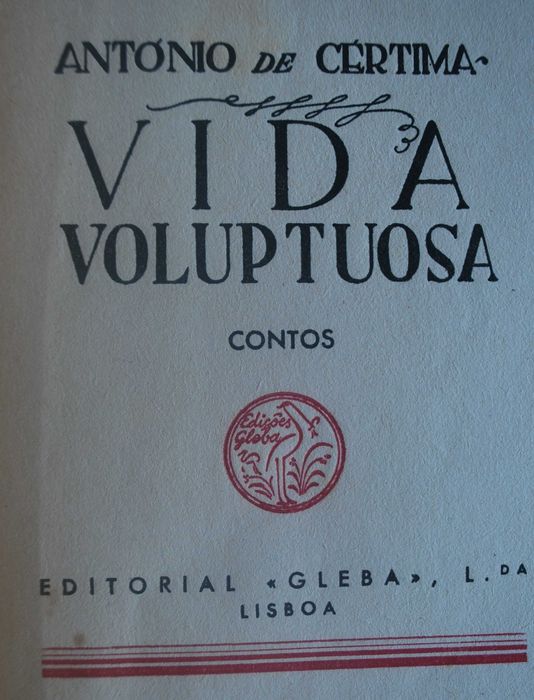 ANTÓNIO DE CÉRTIMA
VIDA
VOLUPTUOSA
CONTOS
Edições
Gleba
EDITORIAL «GLEBA», L.DA
LISBOA